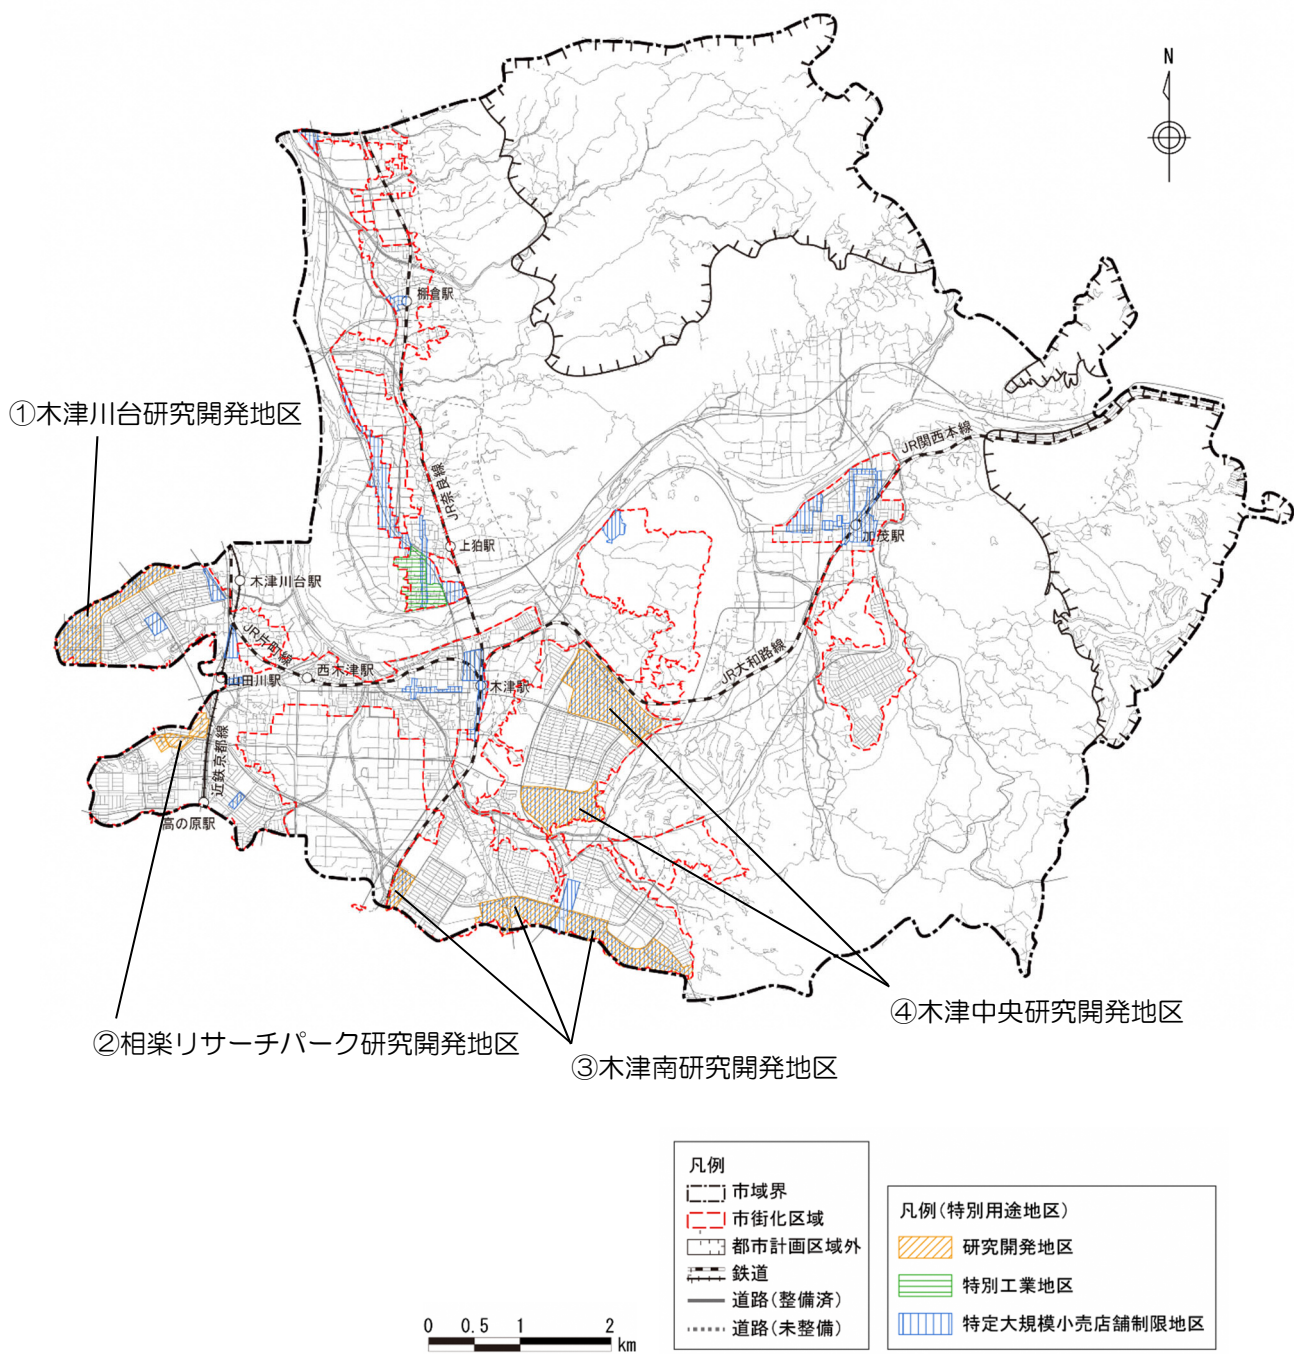 N
棚倉駅
①木津川台研究開発地区
JR関西本線
JR奈良線
加茂駅
上狛駅
木津川台駅
JR片町線
西木津駅
JR大和路線
山田川駅
木津駅
近鉄京都線
高の原駅
④木津中央研究開発地区
②相楽リサーチパーク研究開発地区
③木津南研究開発地区
凡例
市域界
市街化区域
都市計画区域外
鉄道
道路(整備済)
道路(未整備)
凡例(特別用途地区)
研究開発地区
特別工業地区
特定大規模小売店舗制限地区
0 0.5 1 2
km